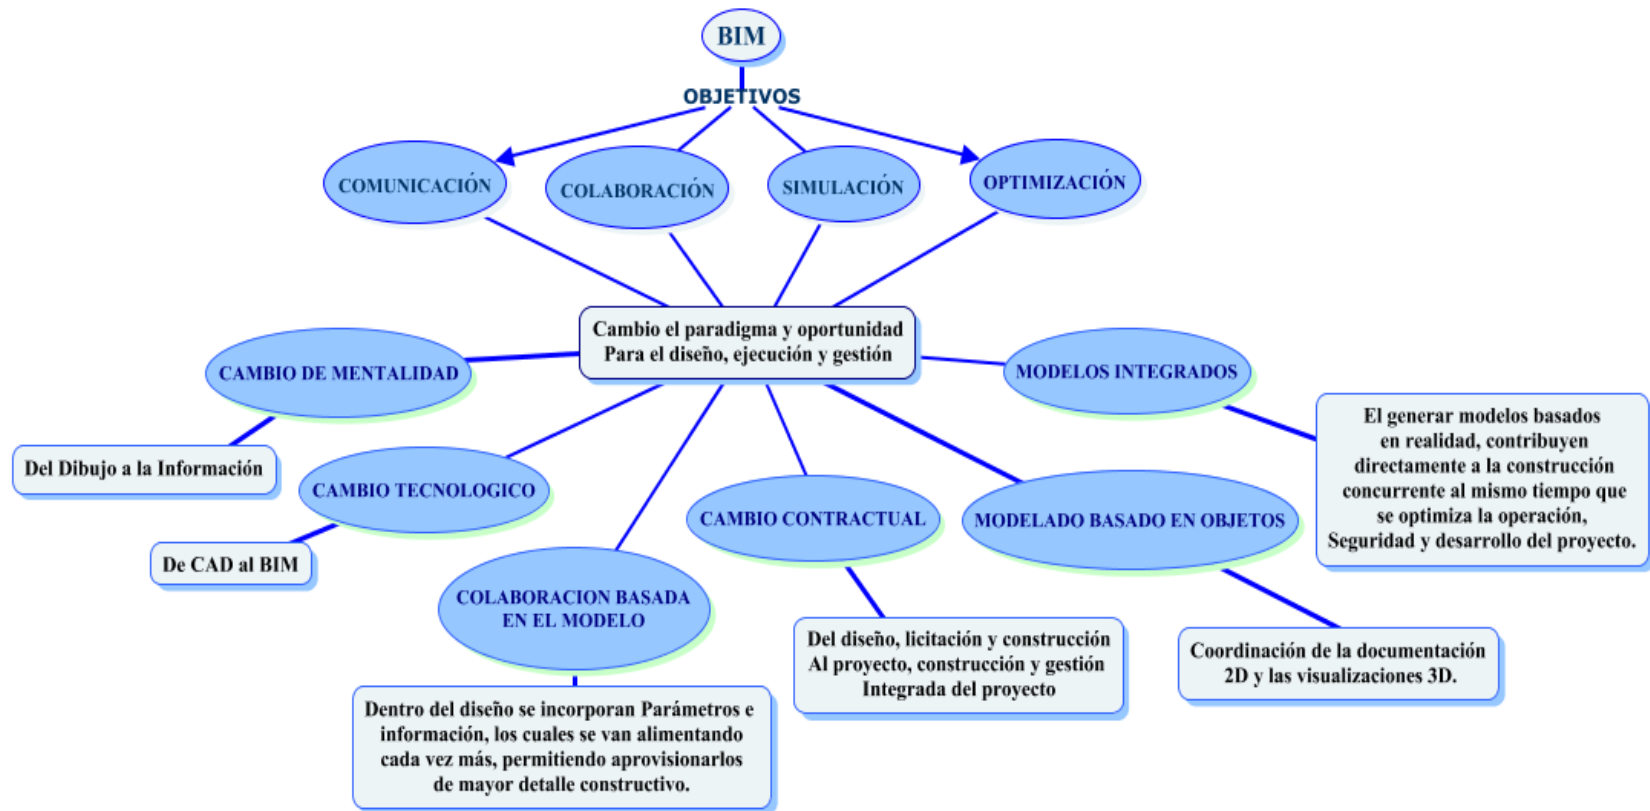 BIM
OBJETIVOS
COMUNICACIÓN
COLABORACIÓN
SIMULACIÓN
OPTIMIZACIÓN
Cambio el paradigma y oportunidad
Para el diseño, ejecución y gestión
CAMBIO DE MENTALIDAD
MODELOS INTEGRADOS
Del Dibujo a la Información
El generar modelos basados
en realidad, contribuyen
directamente a la construcción
concurrente al mismo tiempo que
se optimiza la operación,
Seguridad y desarrollo del proyecto.
CAMBIO TECNOLOGICO
De CAD al BIM
CAMBIO CONTRACTUAL
MODELADO BASADO EN OBJETOS
COLABORACION BASADA
EN EL MODELO
Del diseño, licitación y construcción
Al proyecto, construcción y gestión
Integrada del proyecto
Coordinación de la documentación
2D y las visualizaciones 3D.
Dentro del diseño se incorporan Parámetros e
información, los cuales se van alimentando
cada vez más, permitiendo aprovisionarlos
de mayor detalle constructivo.